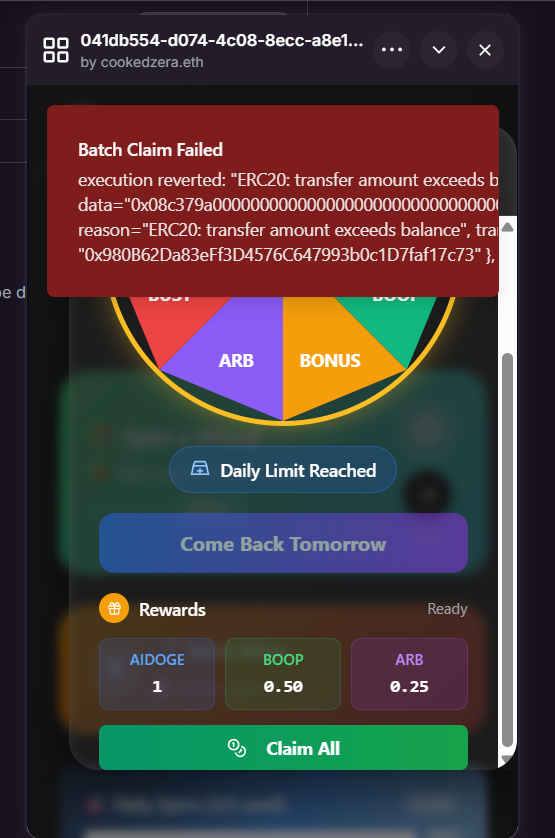 041db554-d074-4c08-8ecc-a8e1...
by cookedzera.eth
Batch Claim Failed
execution reverted: "ERC20: transfer amount exceeds b
data="0x08c379a0000000000000000000000000000000
reason="ERC20: transfer amount exceeds balance", tra
"0x980B62Da83eFf3D4576C647993b0c1D7faf17c73" },
BUST
BOOP
ARB
BONUS
Daily Limit Reached
Come Back Tomorrow
Rewards
Ready
AIDOGE
BOOP
ARB
1
0.50
0.25
Claim All